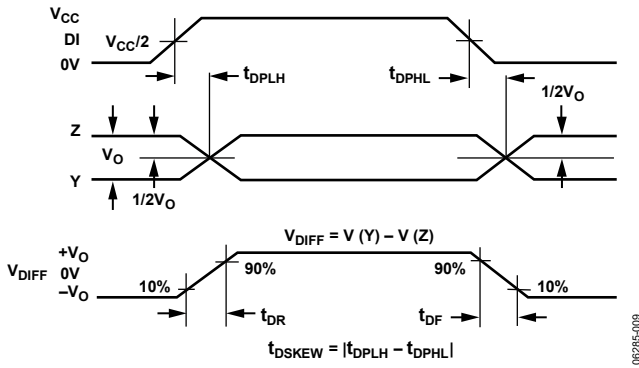 VCC
DI
VCC/2
0V
tDPLH
tDPHL
1/2VO
Z
VO
Y
1/2VO
VDIFF = V (Y) – V (Z)
+VO
VDIFF 0V
–VO
10%
90%
90%
10%
tDR
tDF
tDSKEW = |tDPLH – tDPHL|
06285-009